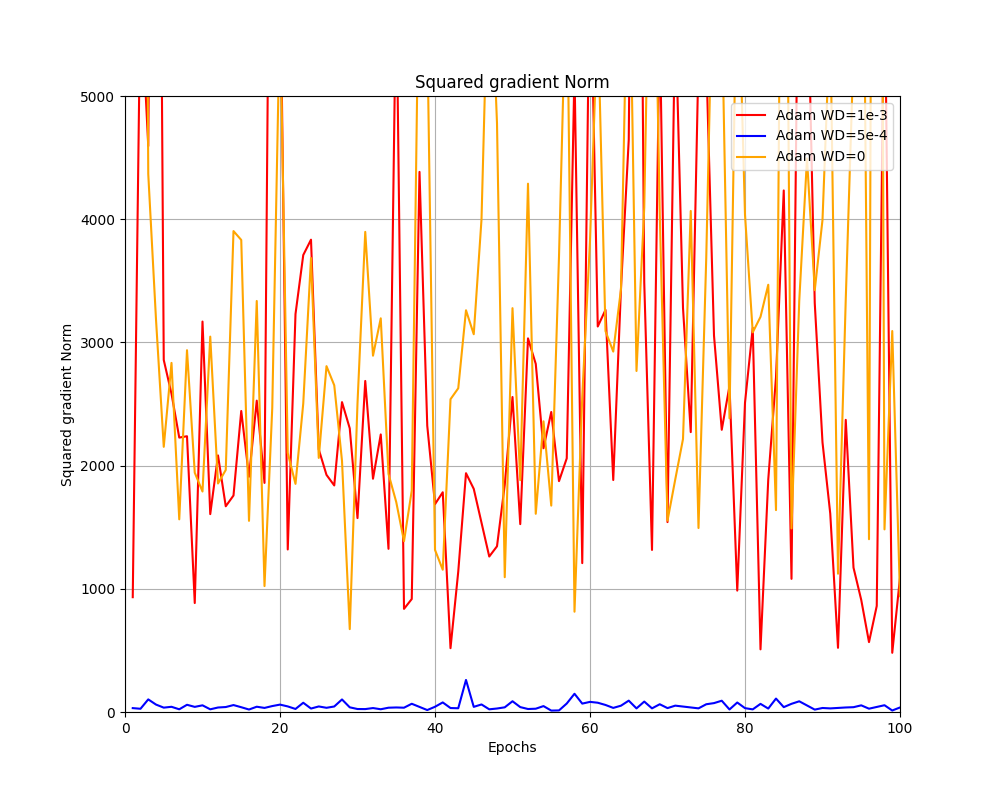 Squared gradient Norm
5000
4000
3000
2000
1000
0
Squared gradient Norm
Adam WD=1e-3
Adam WD=5e-4
Adam WD=0
0 20 40 60 80 100
Epochs